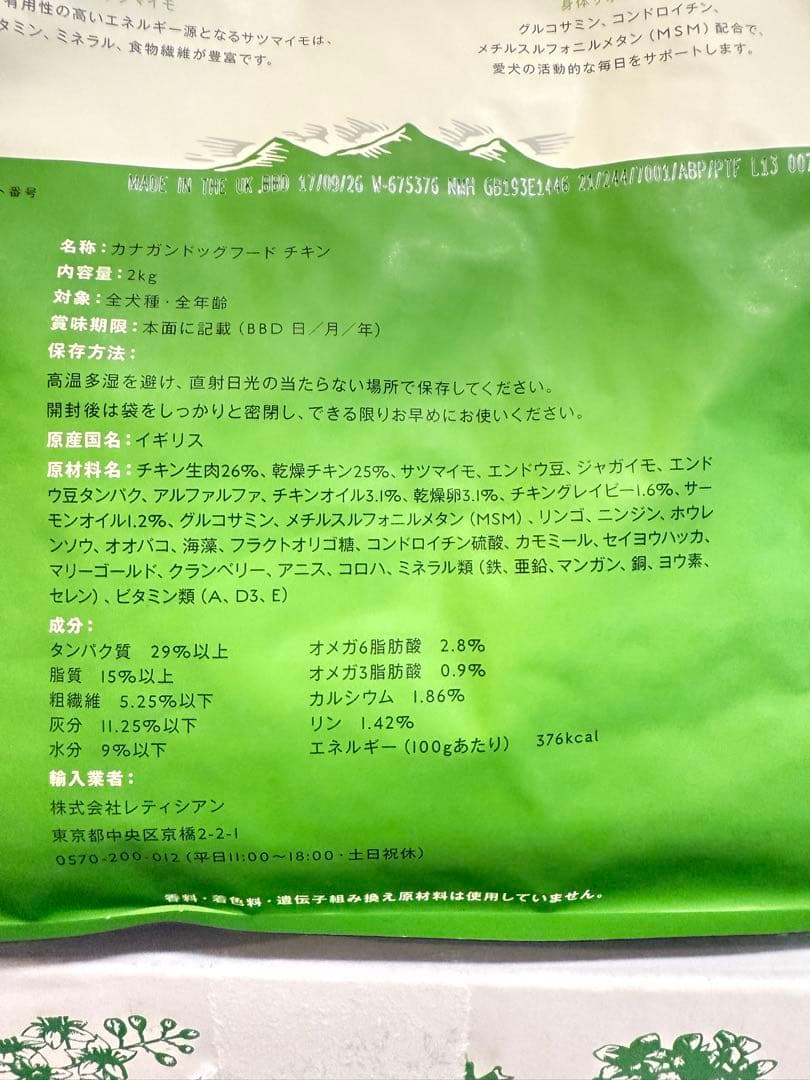 サツマイモ
有用性の高いエネルギー源となるサツマイモは、
タミン、ミネラル、食物繊維が豊富です。
グルコサミン、コンドロイチン、
メチルスルフォニルメタン(MSM)配合で、
愛犬の活動的な毎日をサポートします。
ト番号
MADE IN THE UK BBD 17/09/26 W-675376 NMH GB193E1446 21/244/7001/ABP/PTF L13 007
名称：カナガンドッグフード チキン
内容量：2kg
対象：全犬種・全年齢
賞味期限：本面に記載(BBD 日／月／年)
保存方法：
高温多湿を避け、直射日光の当たらない場所で保存してください。
開封後は袋をしっかりと密閉し、できる限りお早めにお使いください。
原産国名：イギリス
原材料名：チキン生肉26%、乾燥チキン25%、サツマイモ、エンドウ豆、ジャガイモ、エンド
ウ豆タンパク、アルファルファ、チキンオイル3.1%、乾燥卵3.1%、チキングレイビー1.6%、サー
モンオイル1.2%、グルコサミン、メチルスルフォニルメタン(MSM)、リンゴ、ニンジン、ホウレ
ンソウ、オオバコ、海藻、フラクトオリゴ糖、コンドロイチン硫酸、カモミール、セイヨウハッカ、
マリーゴールド、クランベリー、アニス、コロハ、ミネラル類(鉄、亜鉛、マンガン、銅、ヨウ素、
セレン)、ビタミン類(A、D3、E)
成分：
タンパク質 29%以上
脂質 15%以上
粗繊維 5.25%以下
灰分 11.25%以下
水分 9%以下
オメガ6脂肪酸 2.8%
オメガ3脂肪酸 0.9%
カルシウム 1.86%
リン 1.42%
エネルギー(100gあたり) 376kcal
輸入業者：
株式会社レティシアン
東京都中央区京橋2-2-1
0570-200-012(平日11:00〜18:00・土日祝休)
香料・着色料・遺伝子組み換え原材料は使用していません。